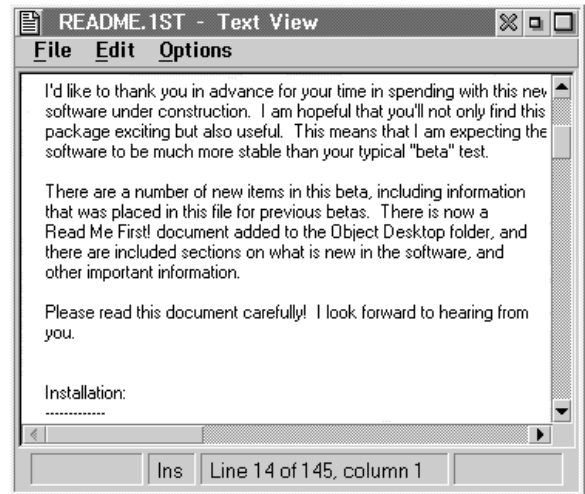 README.1ST - Text View
File Edit Options
I'd like to thank you in advance for your time in spending with this new
software under construction.  I am hopeful that you'll not only find this
package exciting but also useful.  This means that I am expecting the
software to be much more stable than your typical "beta" test.
There are a number of new items in this beta, including information
that was placed in this file for previous betas.  There is now a
Read Me First! document added to the Object Desktop folder, and
there are included sections on what is new in the software, and
other important information.
Please read this document carefully!  I look forward to hearing from
you.
Installation:
-------------
Ins Line 14 of 145, column 1